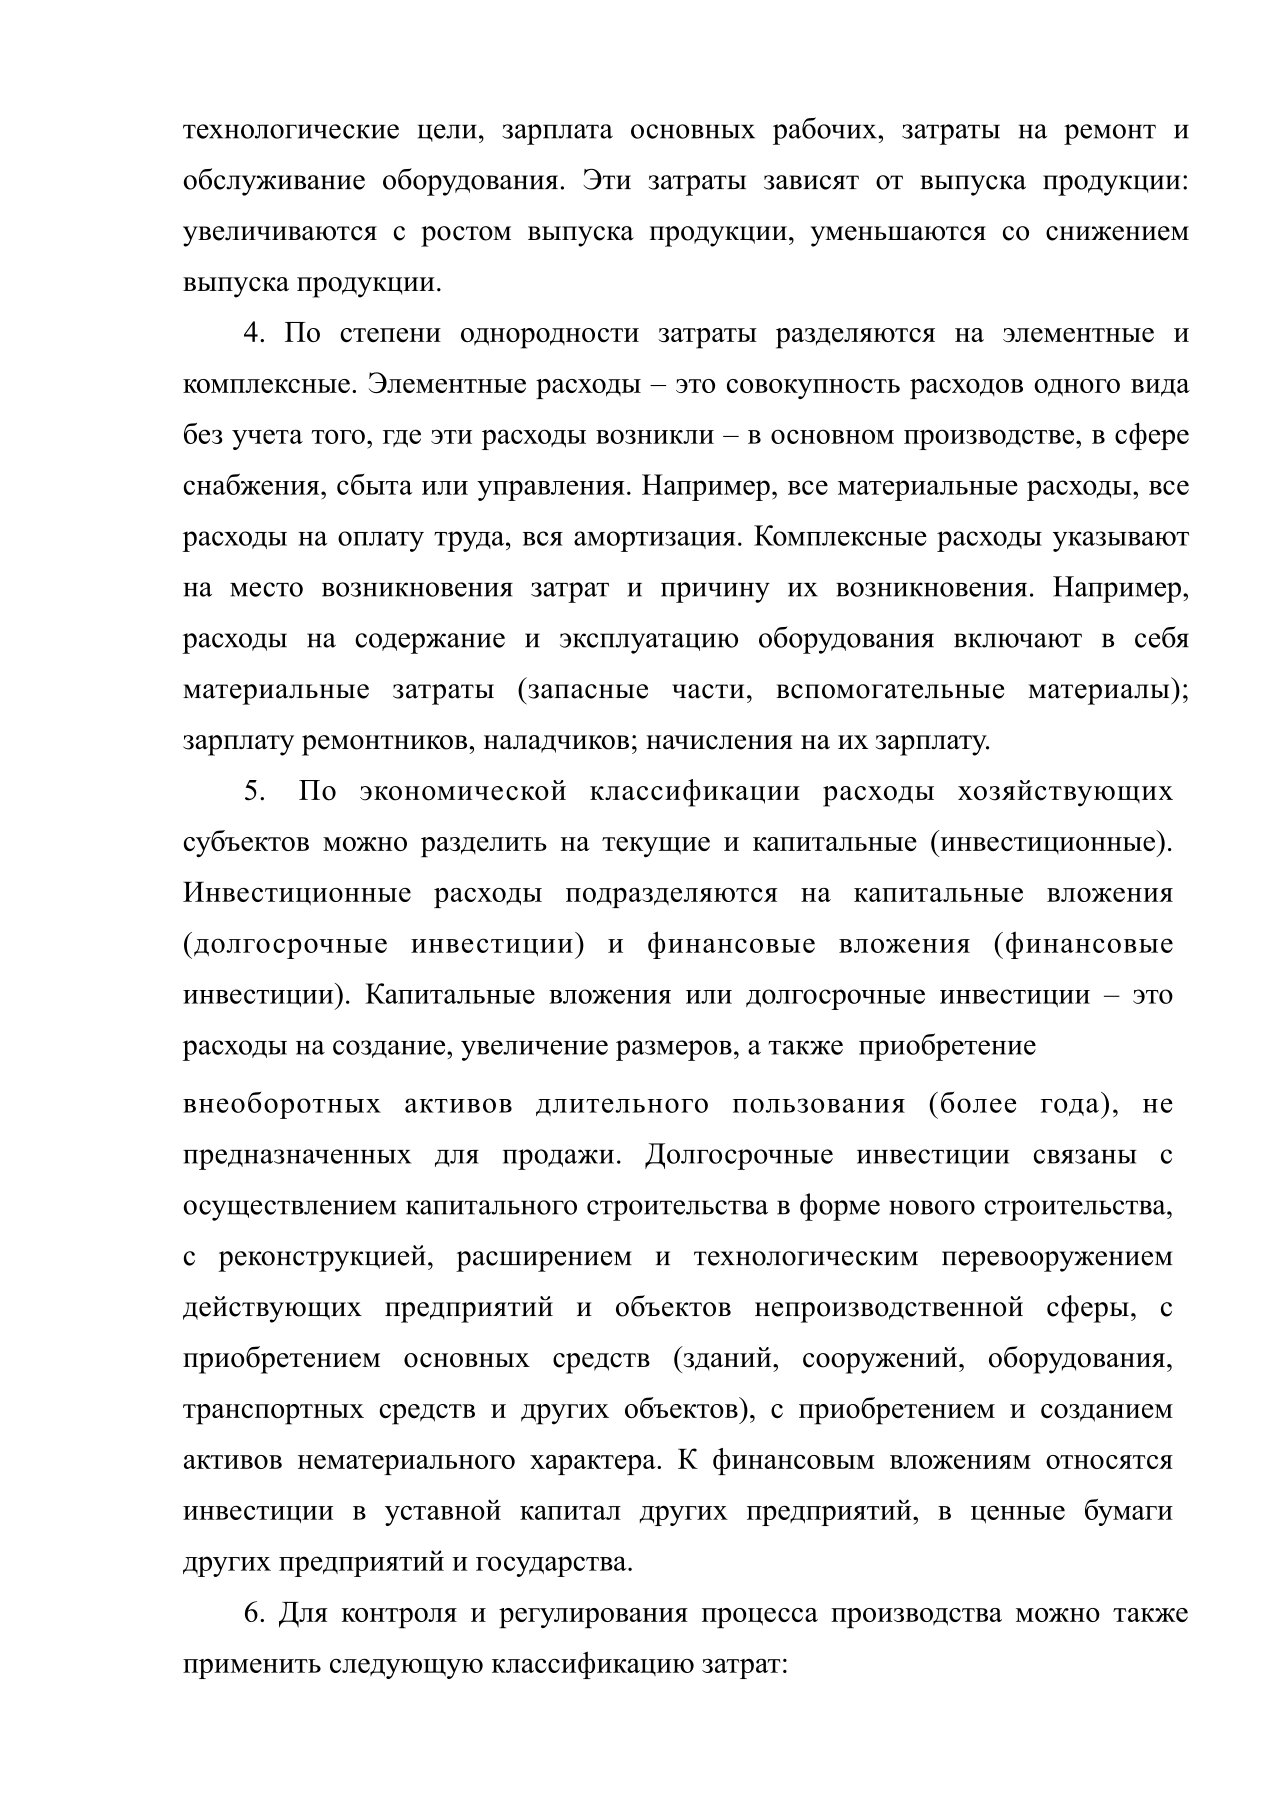 технологические цели, зарплата основных рабочих, затраты на ремонт и
обслуживание оборудования. Эти затраты зависят от выпуска продукции:
увеличиваются с ростом выпуска продукции, уменьшаются со снижением
выпуска продукции.
4. По степени однородности затраты разделяются на элементные и
комплексные. Элементные расходы – это совокупность расходов одного вида
без учета того, где эти расходы возникли – в основном производстве, в сфере
снабжения, сбыта или управления. Например, все материальные расходы, все
расходы на оплату труда, вся амортизация. Комплексные расходы указывают
на место возникновения затрат и причину их возникновения. Например,
расходы на содержание и эксплуатацию оборудования включают в себя
материальные затраты (запасные части, вспомогательные материалы);
зарплату ремонтников, наладчиков; начисления на их зарплату.
5. По экономической классификации расходы хозяйствующих
субъектов можно разделить на текущие и капитальные (инвестиционные).
Инвестиционные расходы подразделяются на капитальные вложения
(долгосрочные инвестиции) и финансовые вложения (финансовые
инвестиции). Капитальные вложения или долгосрочные инвестиции – это
расходы на создание, увеличение размеров, а также приобретение
внеоборотных активов длительного пользования (более года), не
предназначенных для продажи. Долгосрочные инвестиции связаны с
осуществлением капитального строительства в форме нового строительства,
с реконструкцией, расширением и технологическим перевооружением
действующих предприятий и объектов непроизводственной сферы, с
приобретением основных средств (зданий, сооружений, оборудования,
транспортных средств и других объектов), с приобретением и созданием
активов нематериального характера. К финансовым вложениям относятся
инвестиции в уставной капитал других предприятий, в ценные бумаги
других предприятий и государства.
6. Для контроля и регулирования процесса производства можно также
применить следующую классификацию затрат: